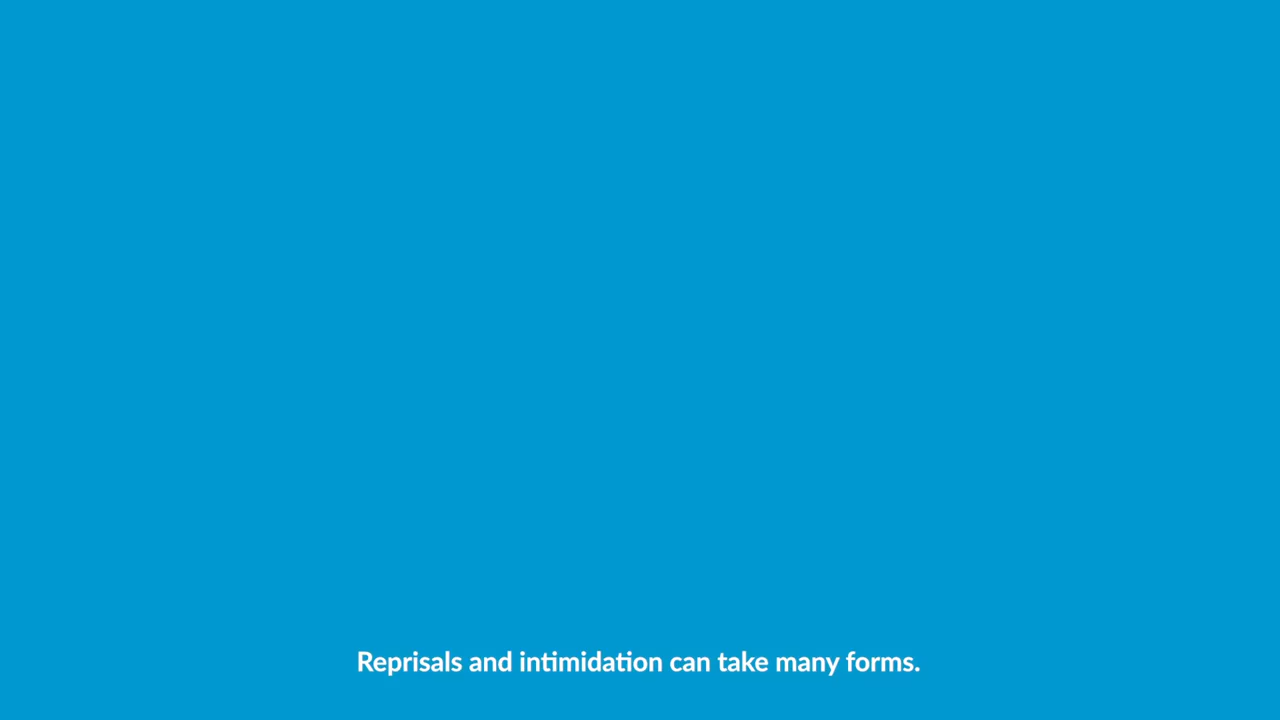 Reprisals and intimidation can take many forms.